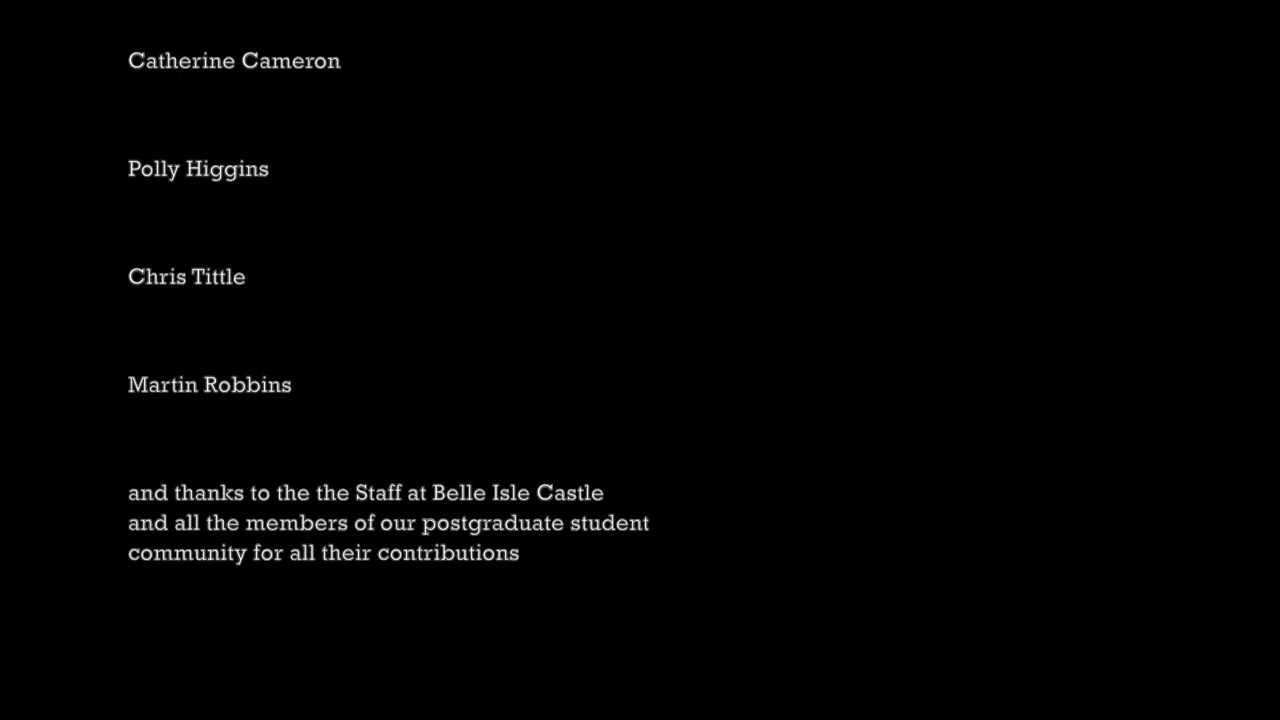 Catherine Cameron
Polly Higgins
Chris Tittle
Martin Robbins
and thanks to the the Staff at Belle Isle Castle
and all the members of our postgraduate student
community for all their contributions